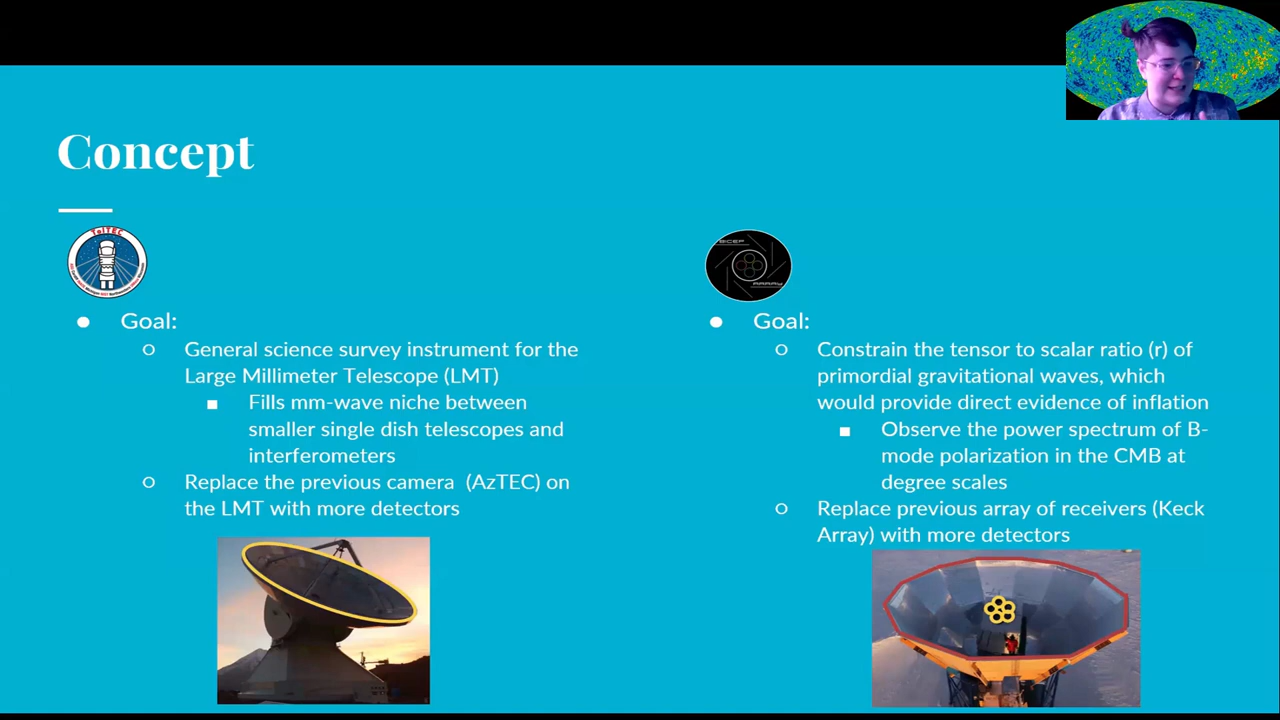 Concept
TolTEC
Goal:
General science survey instrument for the
Large Millimeter Telescope (LMT)
Fills mm-wave niche between
smaller single dish telescopes and
interferometers
Replace the previous camera (AzTEC) on
the LMT with more detectors
BICEP
ARRAY
Goal:
Constrain the tensor to scalar ratio (r) of
primordial gravitational waves, which
would provide direct evidence of inflation
Observe the power spectrum of B-
mode polarization in the CMB at
degree scales
Replace previous array of receivers (Keck
Array) with more detectors